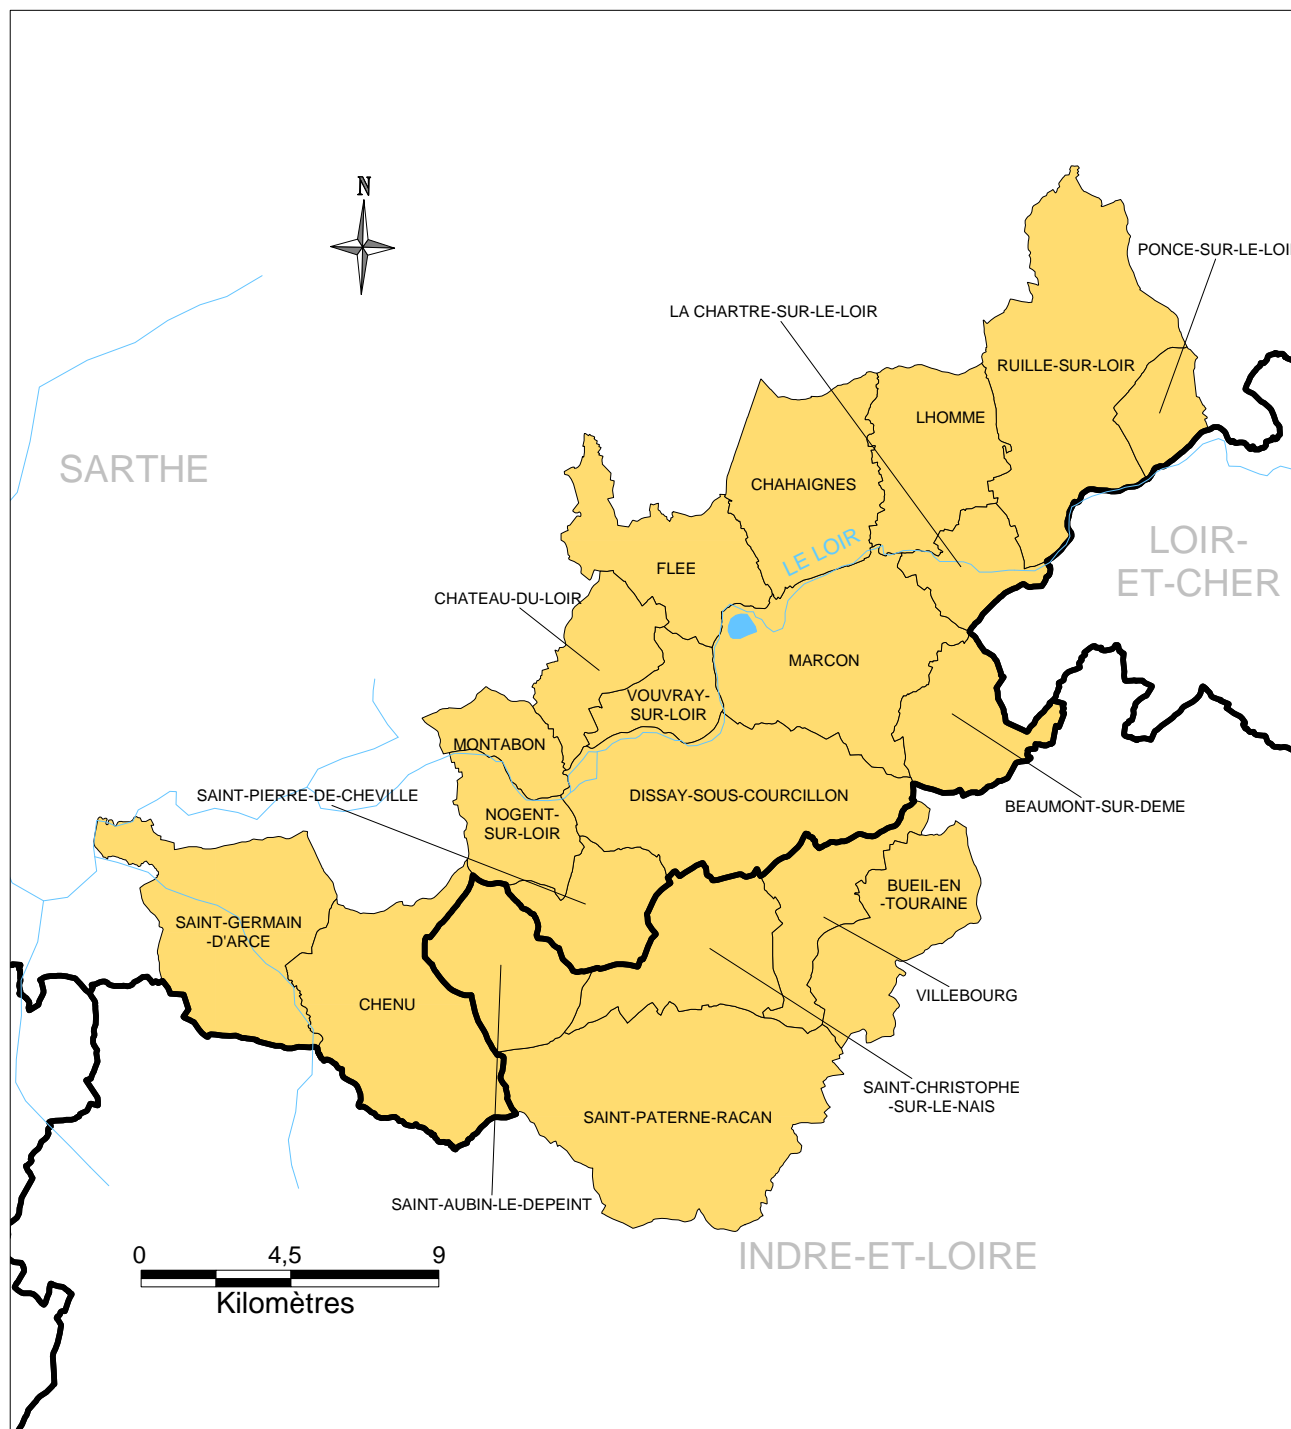 N
PONCE-SUR-LE-LOI
LA CHARTRE-SUR-LE-LOIR
RUILLE-SUR-LOIR
LHOMME
SARTHE
CHAHAIGNES
LOIR-
ET-CHER
LE LOIR
FLEE
CHATEAU-DU-LOIR
MARCON
VOUVRAY-
SUR-LOIR
MONTABON
SAINT-PIERRE-DE-CHEVILLE
DISSAY-SOUS-COURCILLON
BEAUMONT-SUR-DEME
NOGENT-
SUR-LOIR
BUEIL-EN
-TOURAINE
SAINT-GERMAIN
-D'ARCE
VILLEBOURG
CHENU
SAINT-CHRISTOPHE
-SUR-LE-NAIS
SAINT-PATERNE-RACAN
SAINT-AUBIN-LE-DEPEINT
INDRE-ET-LOIRE
0 4,5 9
Kilomètres